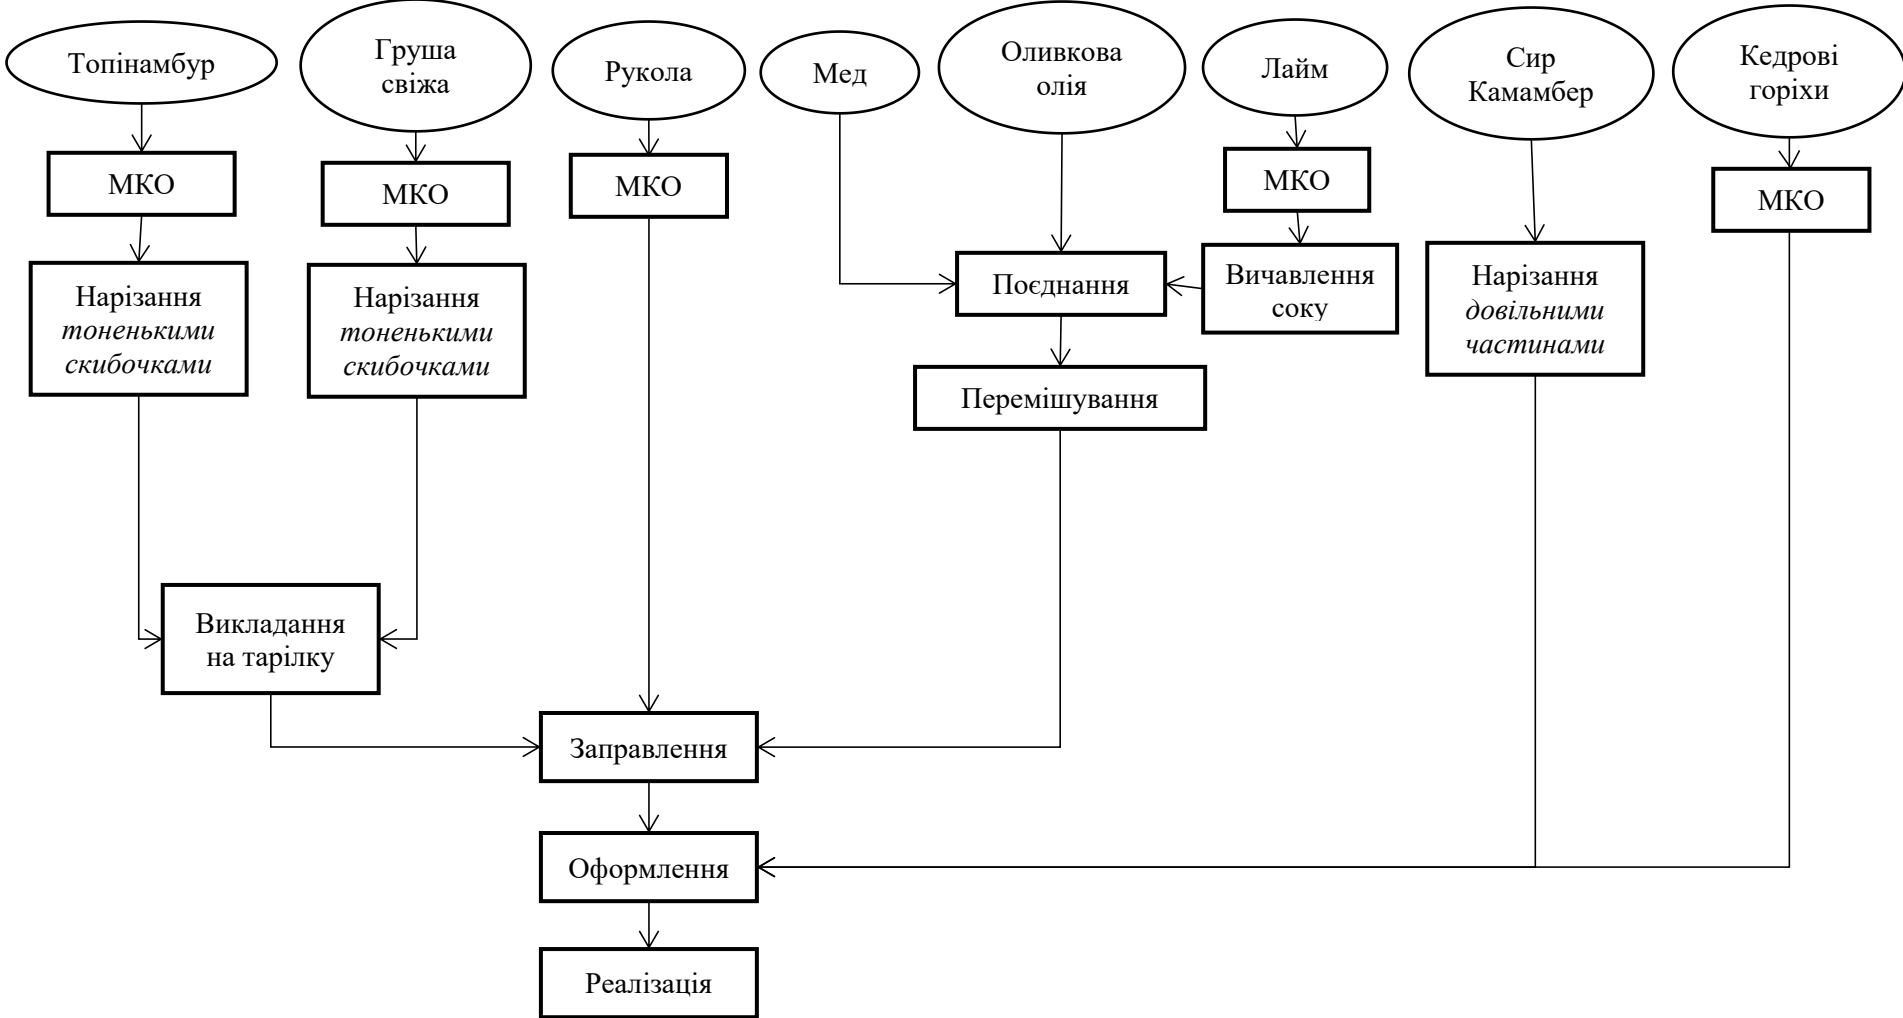 Топінамбур
Груша
свіжа
Рукола
Мед
Оливкова
олія
Лайм
Сир
Камамбер
Кедрові
горіхи
МКО
МКО
МКО
МКО
МКО
Нарізання
тоненькими
скибочками
Нарізання
тоненькими
скибочками
Поєднання
Вичавлення
соку
Нарізання
довільними
частинами
Перемішування
Викладання
на тарілку
Заправлення
Оформлення
Реалізація